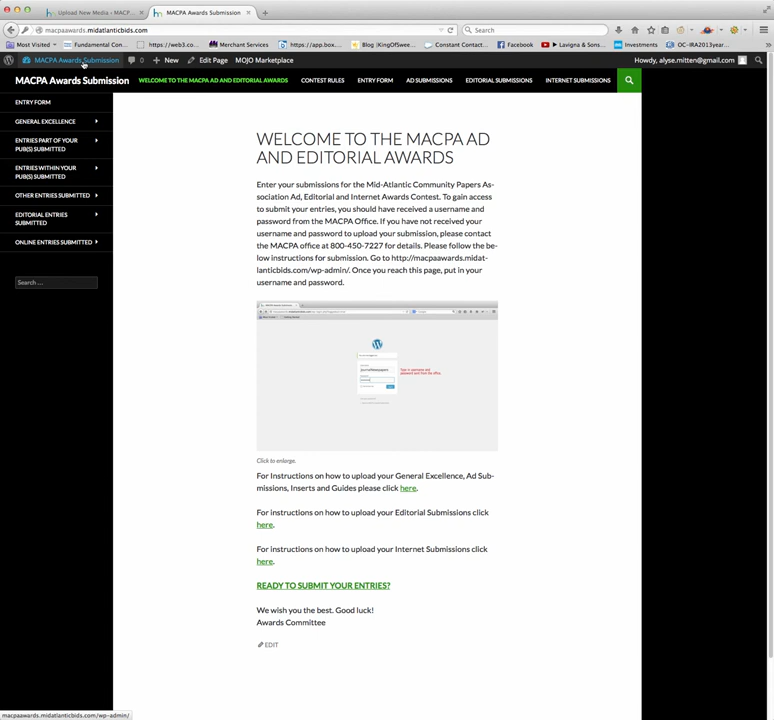 Upload New Media - MACP...
MACPA Awards Submission
macpaawards.midatlanticbids.com
Search
Most Visited
Fundamental Con...
https://web3.co...
Merchant Services
https://app.box...
Blog |KingOfSwee...
Constant Contact...
Facebook
Lavigna & Sons...
Investments
OC-IRA2013year...
MACPA Awards Submission
0
New
Edit Page
MOJO Marketplace
Howdy, alyse.mitten@gmail.com
MACPA Awards Submission
WELCOME TO THE MACPA AD AND EDITORIAL AWARDS
CONTEST RULES
ENTRY FORM
AD SUBMISSIONS
EDITORIAL SUBMISSIONS
INTERNET SUBMISSIONS
ENTRY FORM
GENERAL EXCELLENCE
ENTRIES PART OF YOUR
PUB(S) SUBMITTED
ENTRIES WITHIN YOUR
PUB(S) SUBMITTED
OTHER ENTRIES SUBMITTED
EDITORIAL ENTRIES
SUBMITTED
ONLINE ENTRIES SUBMITTED
Search ...
WELCOME TO THE MACPA AD
AND EDITORIAL AWARDS
Enter your submissions for the Mid-Atlantic Community Papers As-
sociation Ad, Editorial and Internet Awards Contest. To gain access
to submit your entries, you should have received a username and
password from the MACPA Office. If you have not received your
username and password to upload your submission, please contact
the MACPA office at 800-450-7227 for details. Please follow the be-
low instructions for submission. Go to http://macpaawards.midat-
lanticbids.com/wp-admin/. Once you reach this page, put in your
username and password.
Click to enlarge.
For Instructions on how to upload your General Excellence, Ad Sub-
missions, Inserts and Guides please click here.
For instructions on how to upload your Editorial Submissions click
here.
For instructions on how to upload your Internet Submissions click
here.
READY TO SUBMIT YOUR ENTRIES?
We wish you the best. Good luck!
Awards Committee
EDIT
macpaawards.midatlanticbids.com/wp-admin/